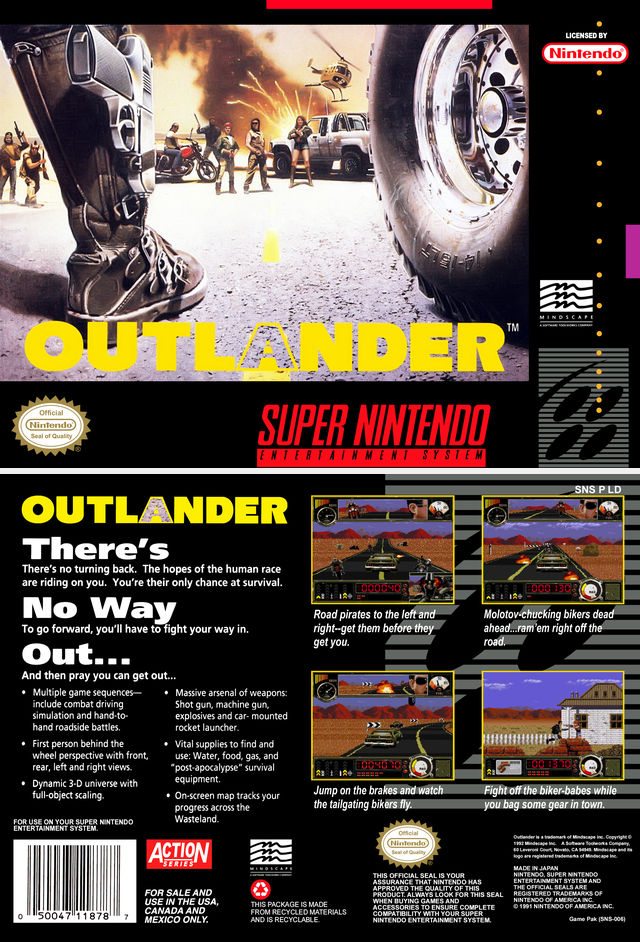 LICENSED BY
Nintendo
14/18LT
OUTLANDER™
MINDSCAPE
A SOFTWARE TOOLWORKS COMPANY
Official
Nintendo
Seal of Quality
®
SUPER NINTENDO
ENTERTAINMENT SYSTEM
SNS P LD
OUTLANDER
There's
There's no turning back. The hopes of the human race
are riding on you. You're their only chance at survival.
No Way
To go forward, you'll have to fight your way in.
Out...
And then pray you can get out...
• Multiple game sequences—
include combat driving
simulation and hand-to-
hand roadside battles.
• First person behind the
wheel perspective with front,
rear, left and right views.
• Dynamic 3-D universe with
full-object scaling.
• Massive arsenal of weapons:
Shot gun, machine gun,
explosives and car- mounted
rocket launcher.
• Vital supplies to find and
use: Water, food, gas, and
"post-apocalypse" survival
equipment.
• On-screen map tracks your
progress across the
Wasteland.
Road pirates to the left and
right--get them before they
get you.
Molotov-chucking bikers dead
ahead...ram'em right off the
road.
Jump on the brakes and watch
the tailgating bikers fly.
Fight off the biker-babes while
you bag some gear in town.
FOR USE ON YOUR SUPER NINTENDO
ENTERTAINMENT SYSTEM.
0 50047 11878 7
ACTION
SERIES
FOR SALE AND
USE IN THE USA,
CANADA AND
MEXICO ONLY.
MINDSCAPE
A SOFTWARE TOOLWORKS COMPANY
THIS PACKAGE IS MADE
FROM RECYCLED MATERIALS
AND IS RECYCLABLE.
Official
Nintendo
Seal of Quality
THIS OFFICIAL SEAL IS YOUR
ASSURANCE THAT NINTENDO HAS
APPROVED THE QUALITY OF THIS
PRODUCT. ALWAYS LOOK FOR THIS SEAL
WHEN BUYING GAMES AND
ACCESSORIES TO ENSURE COMPLETE
COMPATIBILITY WITH YOUR SUPER
NINTENDO ENTERTAINMENT SYSTEM.
Outlander is a trademark of Mindscape Inc. Copyright ©
1992 Mindscape Inc. A Software Toolworks Company,
60 Leveroni Court, Novato, CA 94949. Mindscape and its
logo are registered trademarks of Mindscape Inc.
MADE IN JAPAN
NINTENDO, SUPER NINTENDO
ENTERTAINMENT SYSTEM AND
THE OFFICIAL SEALS ARE
REGISTERED TRADEMARKS OF
NINTENDO OF AMERICA INC.
© 1991 NINTENDO OF AMERICA INC.
Game Pak (SNS-006)